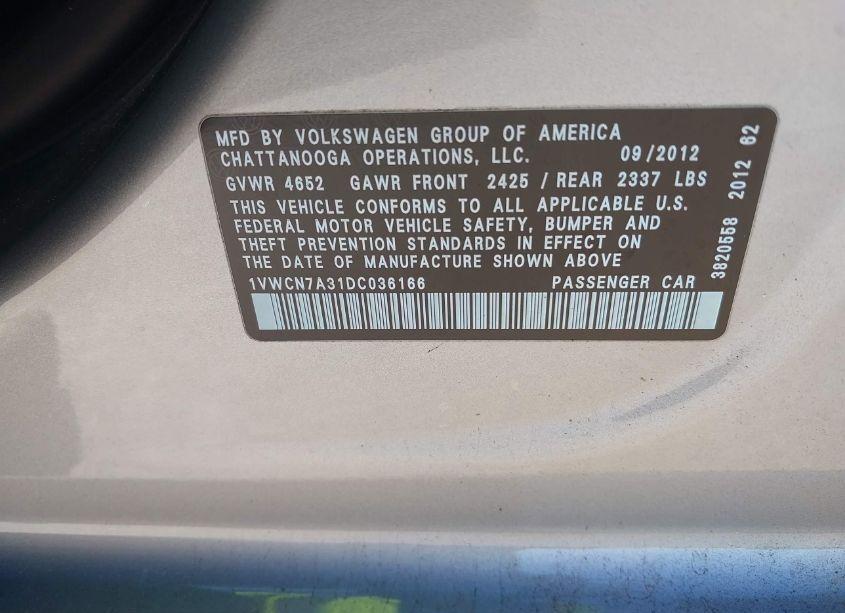 MFD BY VOLKSWAGEN GROUP OF AMERICA
CHATTANOOGA OPERATIONS, LLC. 09/2012
GVWR 4652 GAWR FRONT 2425 / REAR 2337 LBS
THIS VEHICLE CONFORMS TO ALL APPLICABLE U.S.
FEDERAL MOTOR VEHICLE SAFETY, BUMPER AND
THEFT PREVENTION STANDARDS IN EFFECT ON
THE DATE OF MANUFACTURE SHOWN ABOVE
1VWCN7A31DC036166 PASSENGER CAR
3820558 2012 62